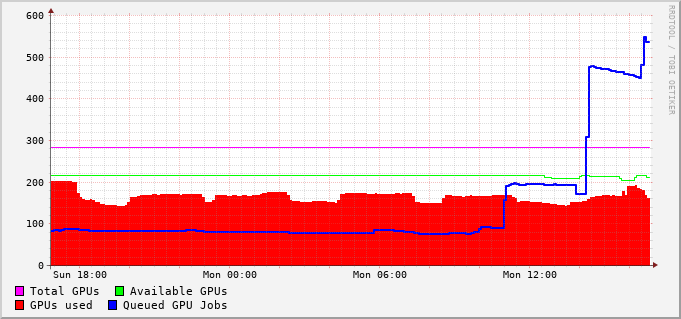 600
500
400
300
200
100
0
Sun 18:00 Mon 00:00 Mon 06:00 Mon 12:00
Total GPUs Available GPUs
GPUs used Queued GPU Jobs
RRDTOOL / TOBI OETIKER